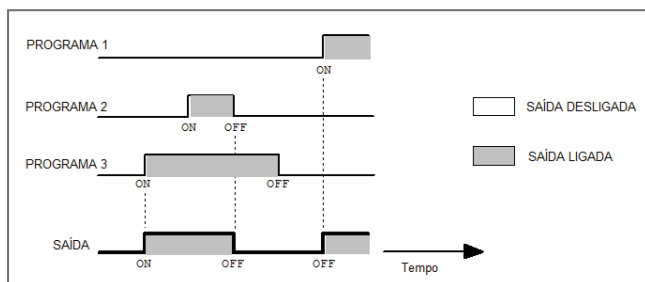 PROGRAMA 1
ON
PROGRAMA 2
ON OFF
SAÍDA DESLIGADA
PROGRAMA 3
ON OFF
SAÍDA LIGADA
SAÍDA
ON OFF OFF
Tempo